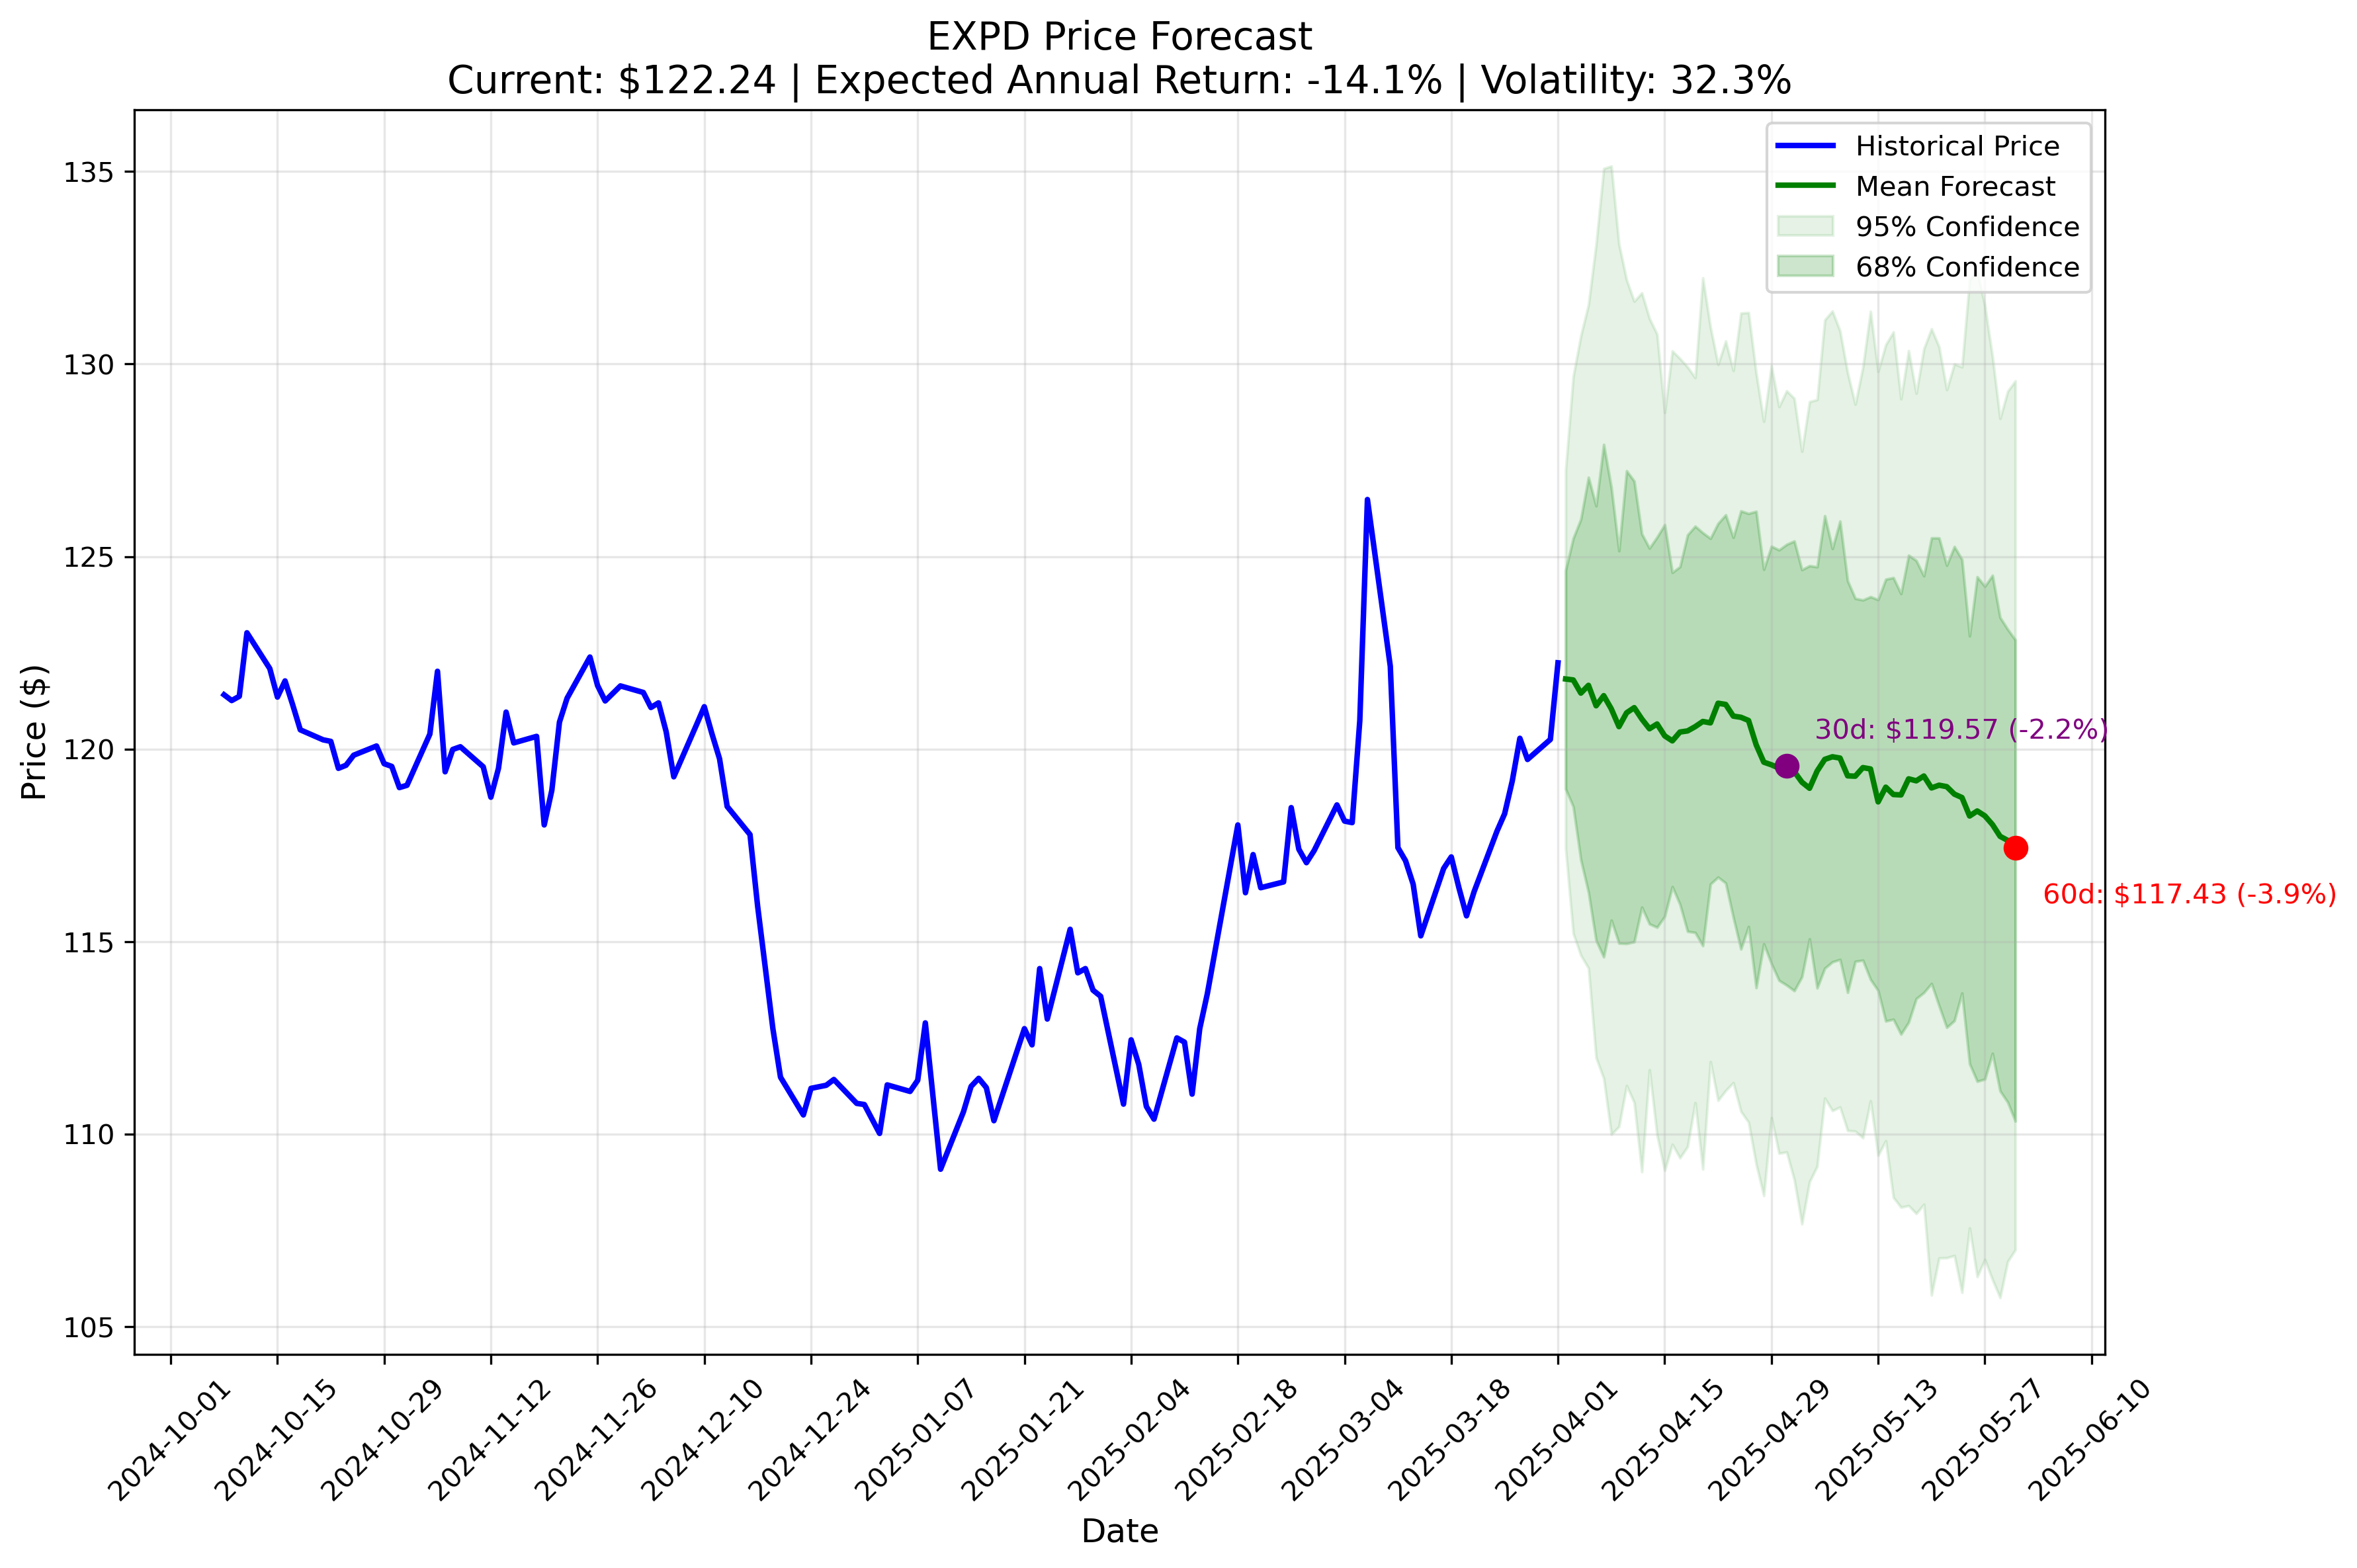 EXPD Price Forecast
Current: $122.24 | Expected Annual Return: -14.1% | Volatility: 32.3%
Historical Price
Mean Forecast
95% Confidence
68% Confidence
Price ($)
135
130
125
120
115
110
105
30d: $119.57 (-2.2%)
60d: $117.43 (-3.9%)
2024-10-01
2024-10-15
2024-10-29
2024-11-12
2024-11-26
2024-12-10
2024-12-24
2025-01-07
2025-01-21
2025-02-04
2025-02-18
2025-03-04
2025-03-18
2025-04-01
2025-04-15
2025-04-29
2025-05-13
2025-05-27
2025-06-10
Date